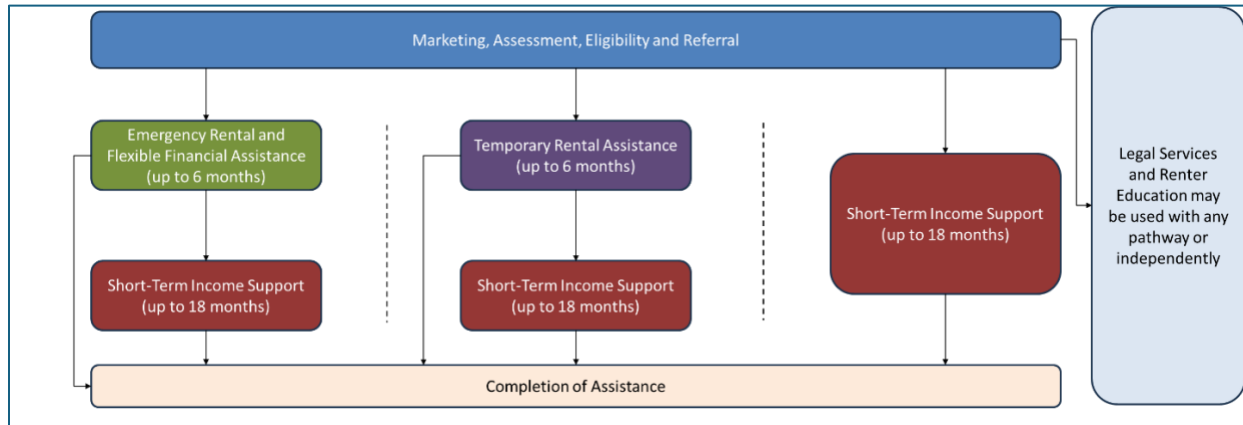 Marketing, Assessment, Eligibility and Referral
Emergency Rental and
Flexible Financial Assistance
(up to 6 months)
Temporary Rental Assistance
(up to 6 months)
Short-Term Income Support
(up to 18 months)
Legal Services
and Renter
Education may
be used with any
pathway or
independently
Short-Term Income Support
(up to 18 months)
Short-Term Income Support
(up to 18 months)
Completion of Assistance